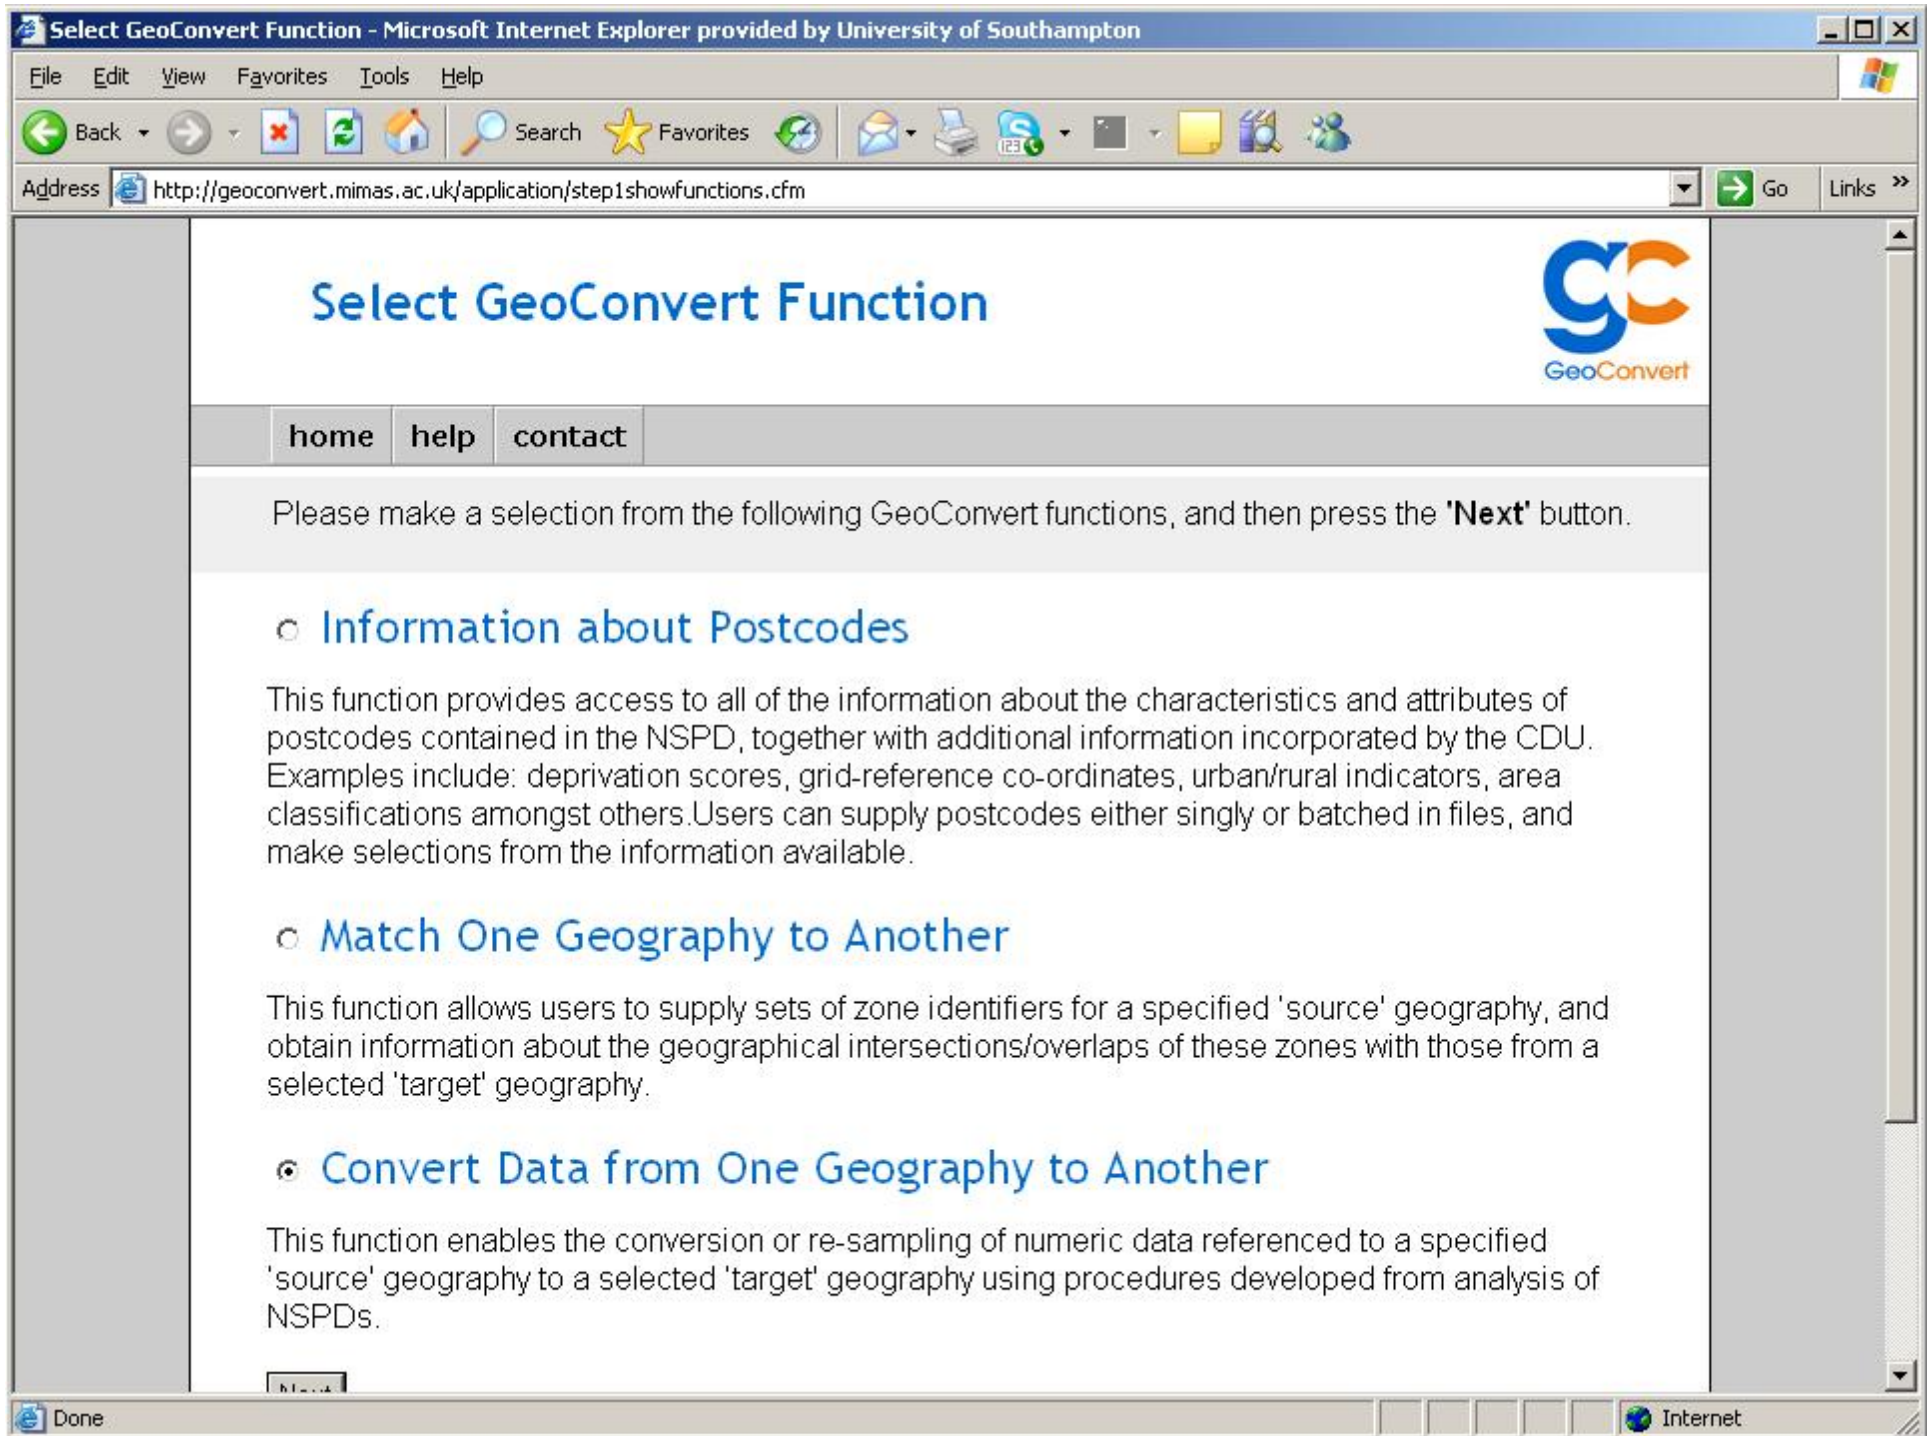 Select GeoConvert Function - Microsoft Internet Explorer provided by University of Southampton
File Edit View Favorites Tools Help
Back Search Favorites
Address http://geoconvert.mimas.ac.uk/application/step1showfunctions.cfm Go Links »
Select GeoConvert Function
gc
GeoConvert
home help contact
Please make a selection from the following GeoConvert functions, and then press the 'Next' button.
Information about Postcodes
This function provides access to all of the information about the characteristics and attributes of
postcodes contained in the NSPD, together with additional information incorporated by the CDU.
Examples include: deprivation scores, grid-reference co-ordinates, urban/rural indicators, area
classifications amongst others.Users can supply postcodes either singly or batched in files, and
make selections from the information available.
Match One Geography to Another
This function allows users to supply sets of zone identifiers for a specified 'source' geography, and
obtain information about the geographical intersections/overlaps of these zones with those from a
selected 'target' geography.
Convert Data from One Geography to Another
This function enables the conversion or re-sampling of numeric data referenced to a specified
'source' geography to a selected 'target' geography using procedures developed from analysis of
NSPDs.
Next
Done Internet